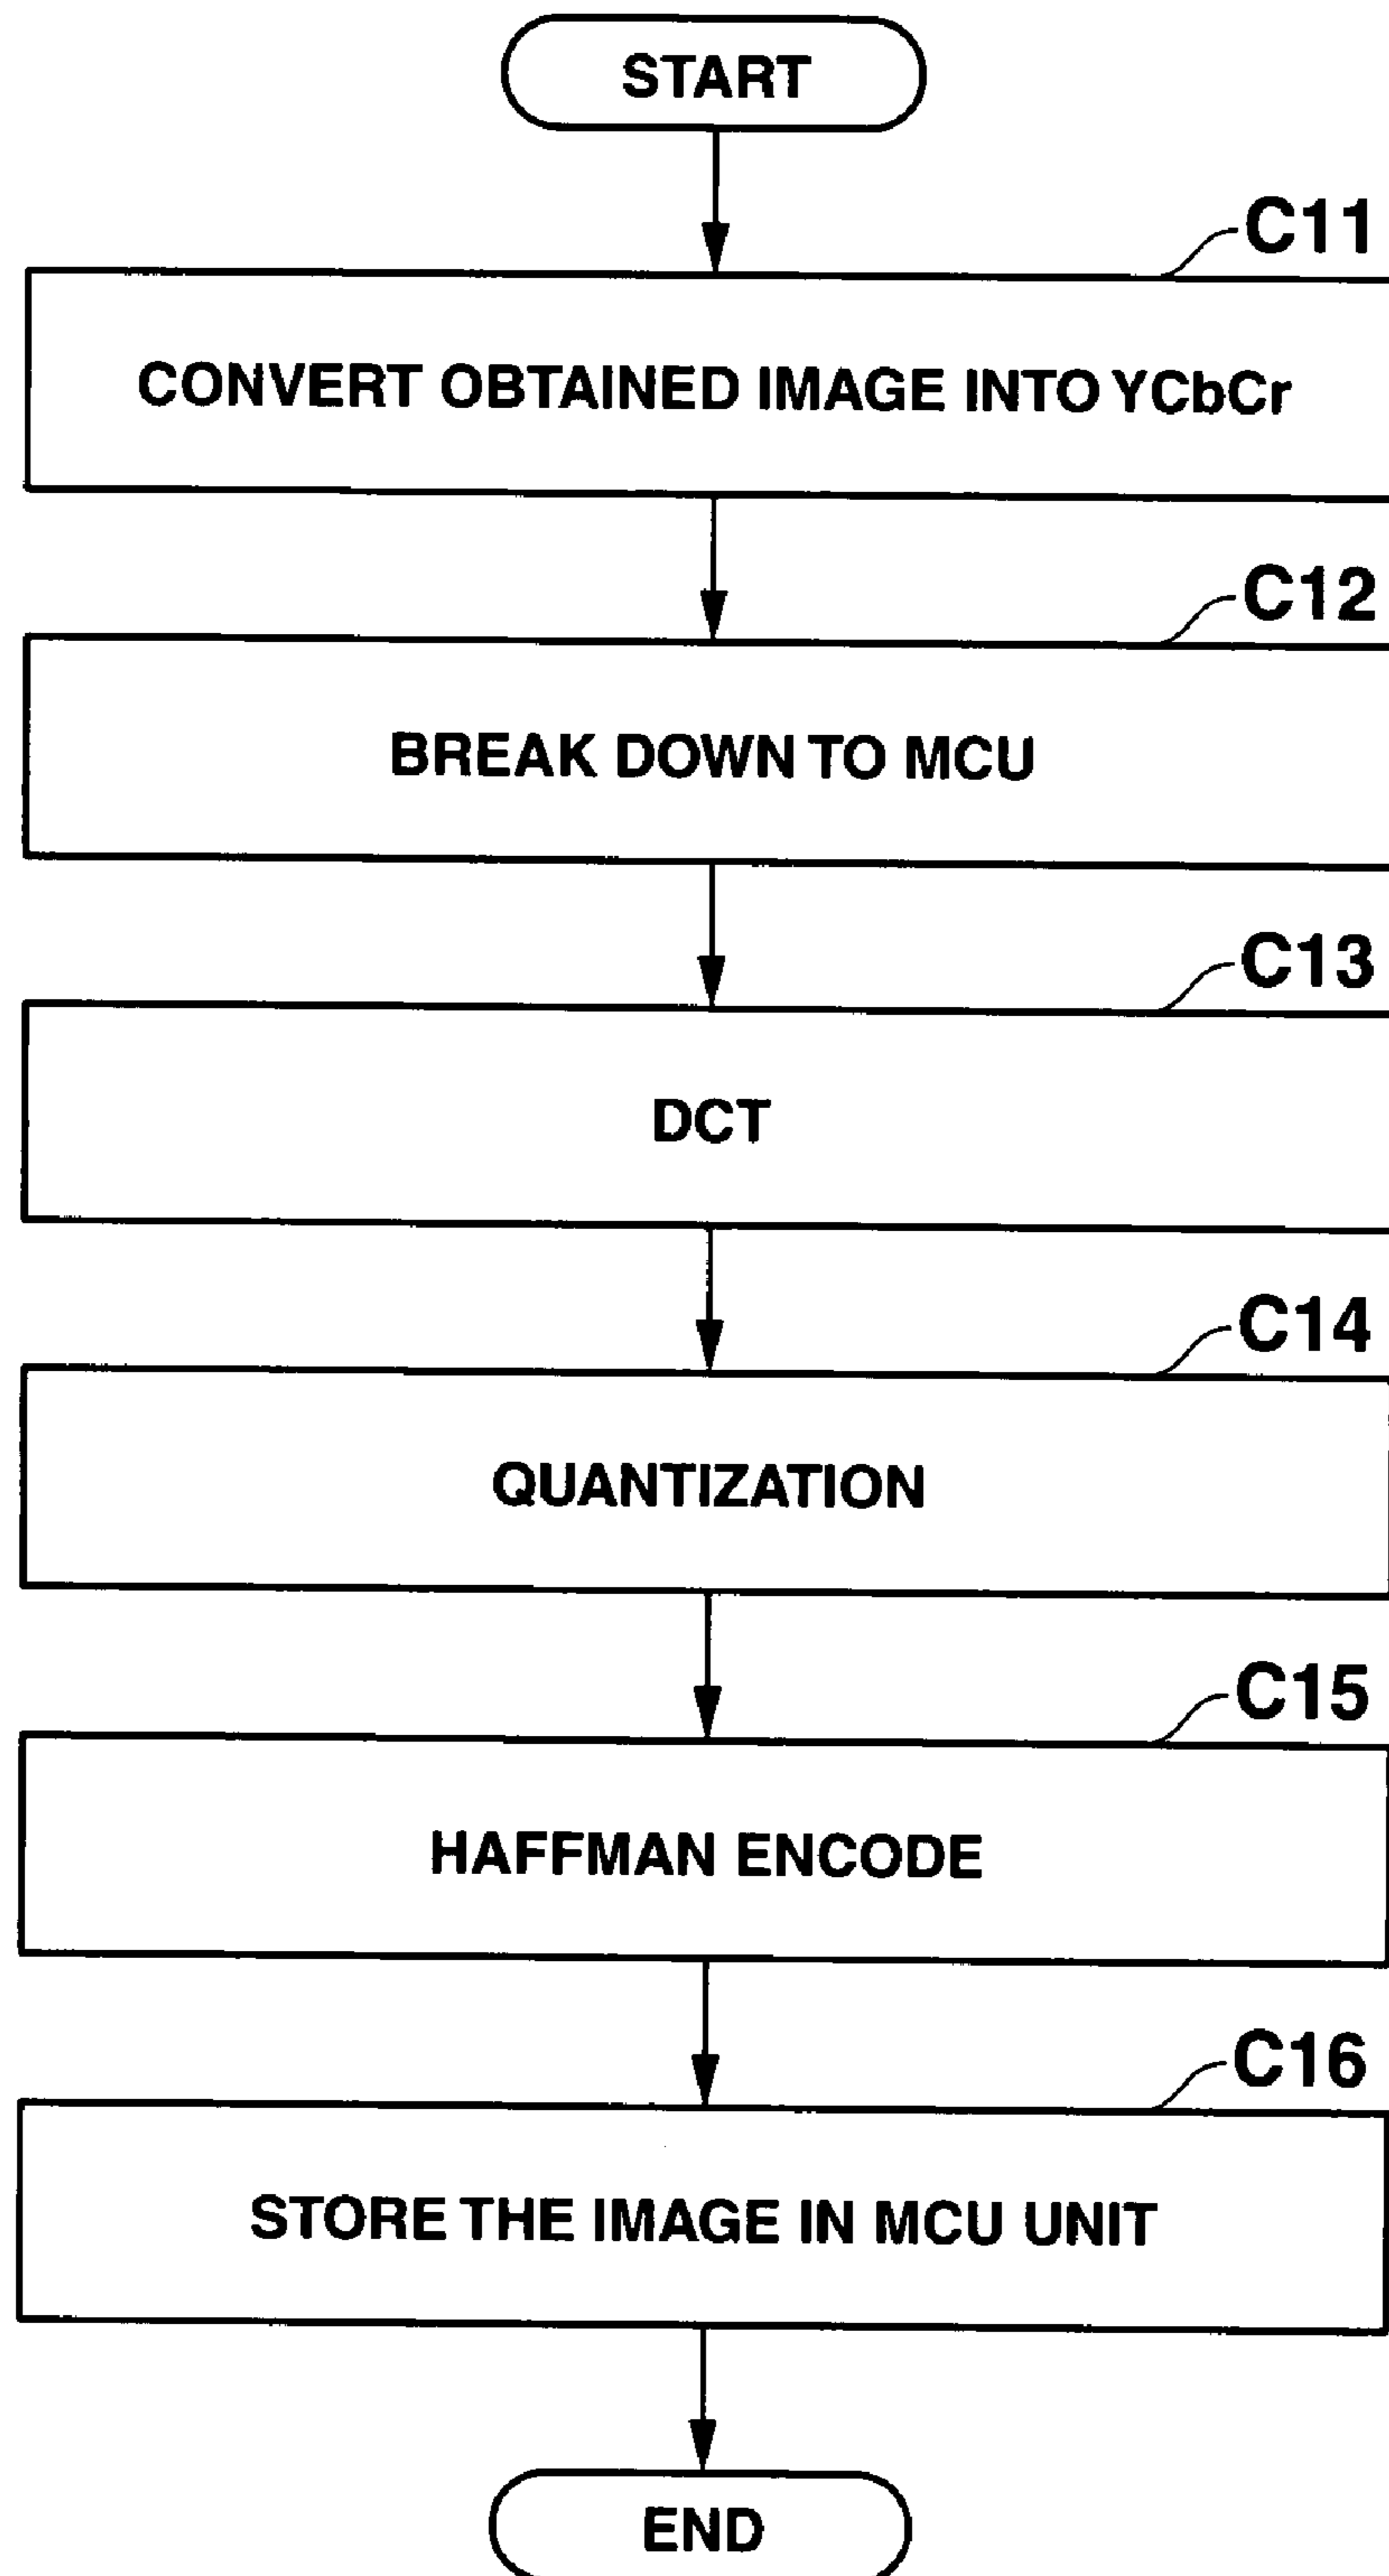 START
C11
CONVERT OBTAINED IMAGE INTO YCbCr
C12
BREAK DOWN TO MCU
C13
DCT
C14
QUANTIZATION
C15
HAFFMAN ENCODE
C16
STORE THE IMAGE IN MCU UNIT
END